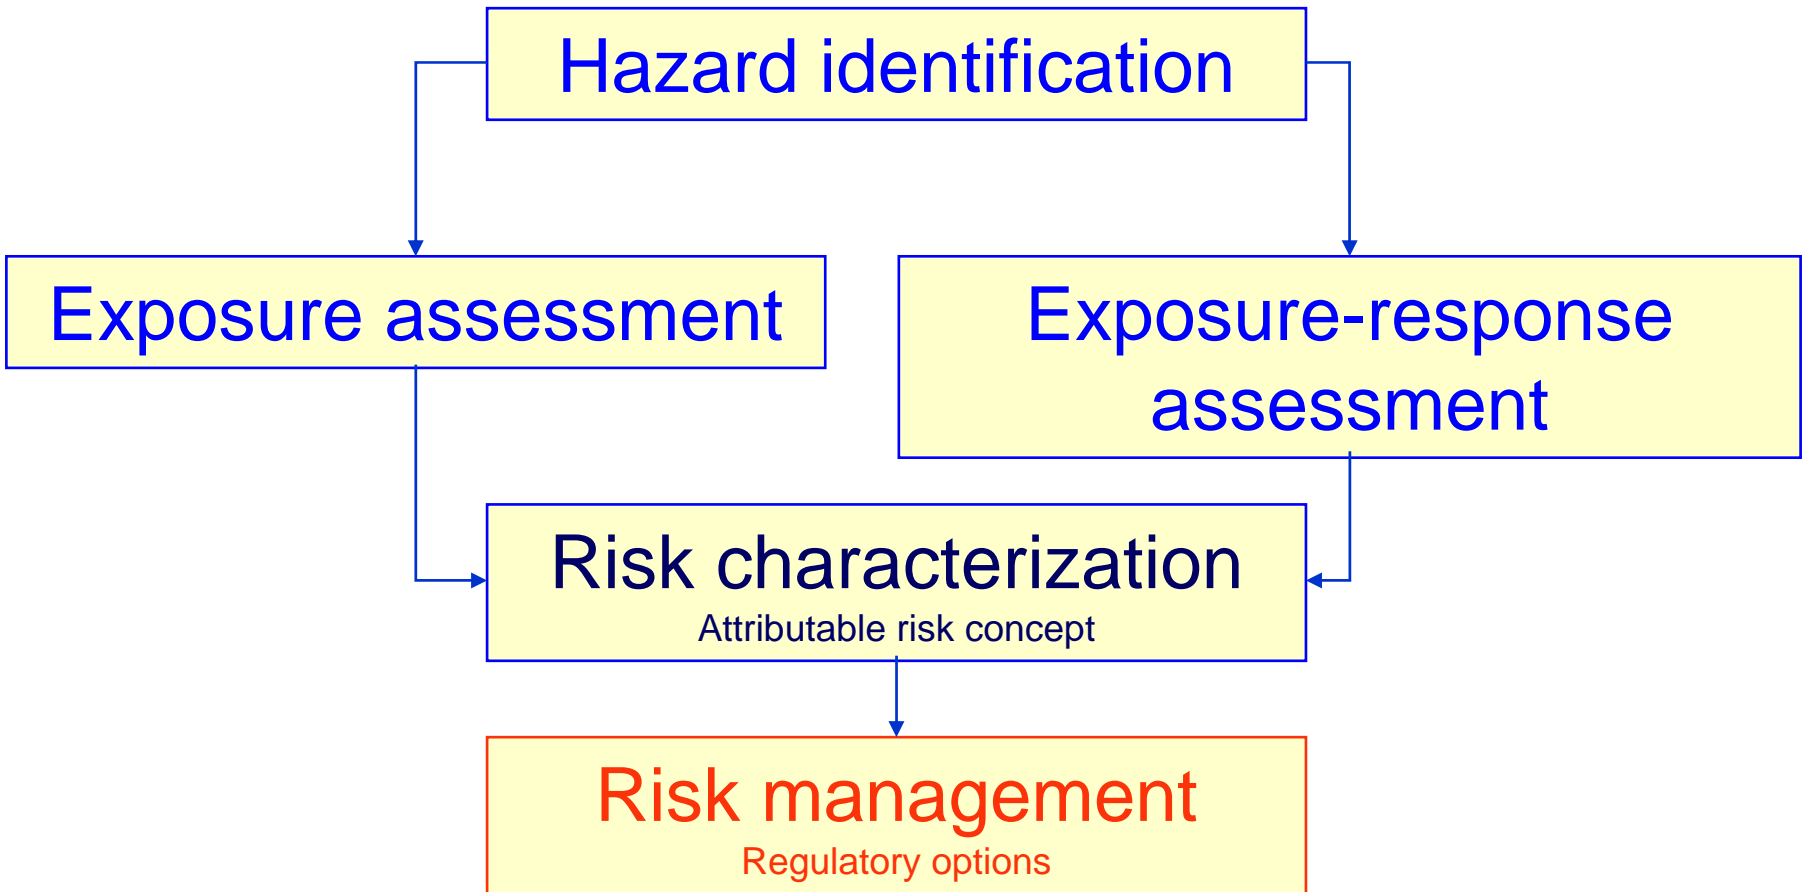 Hazard identification
Exposure assessment
Exposure-response
assessment
Risk characterization
Attributable risk concept
Risk management
Regulatory options